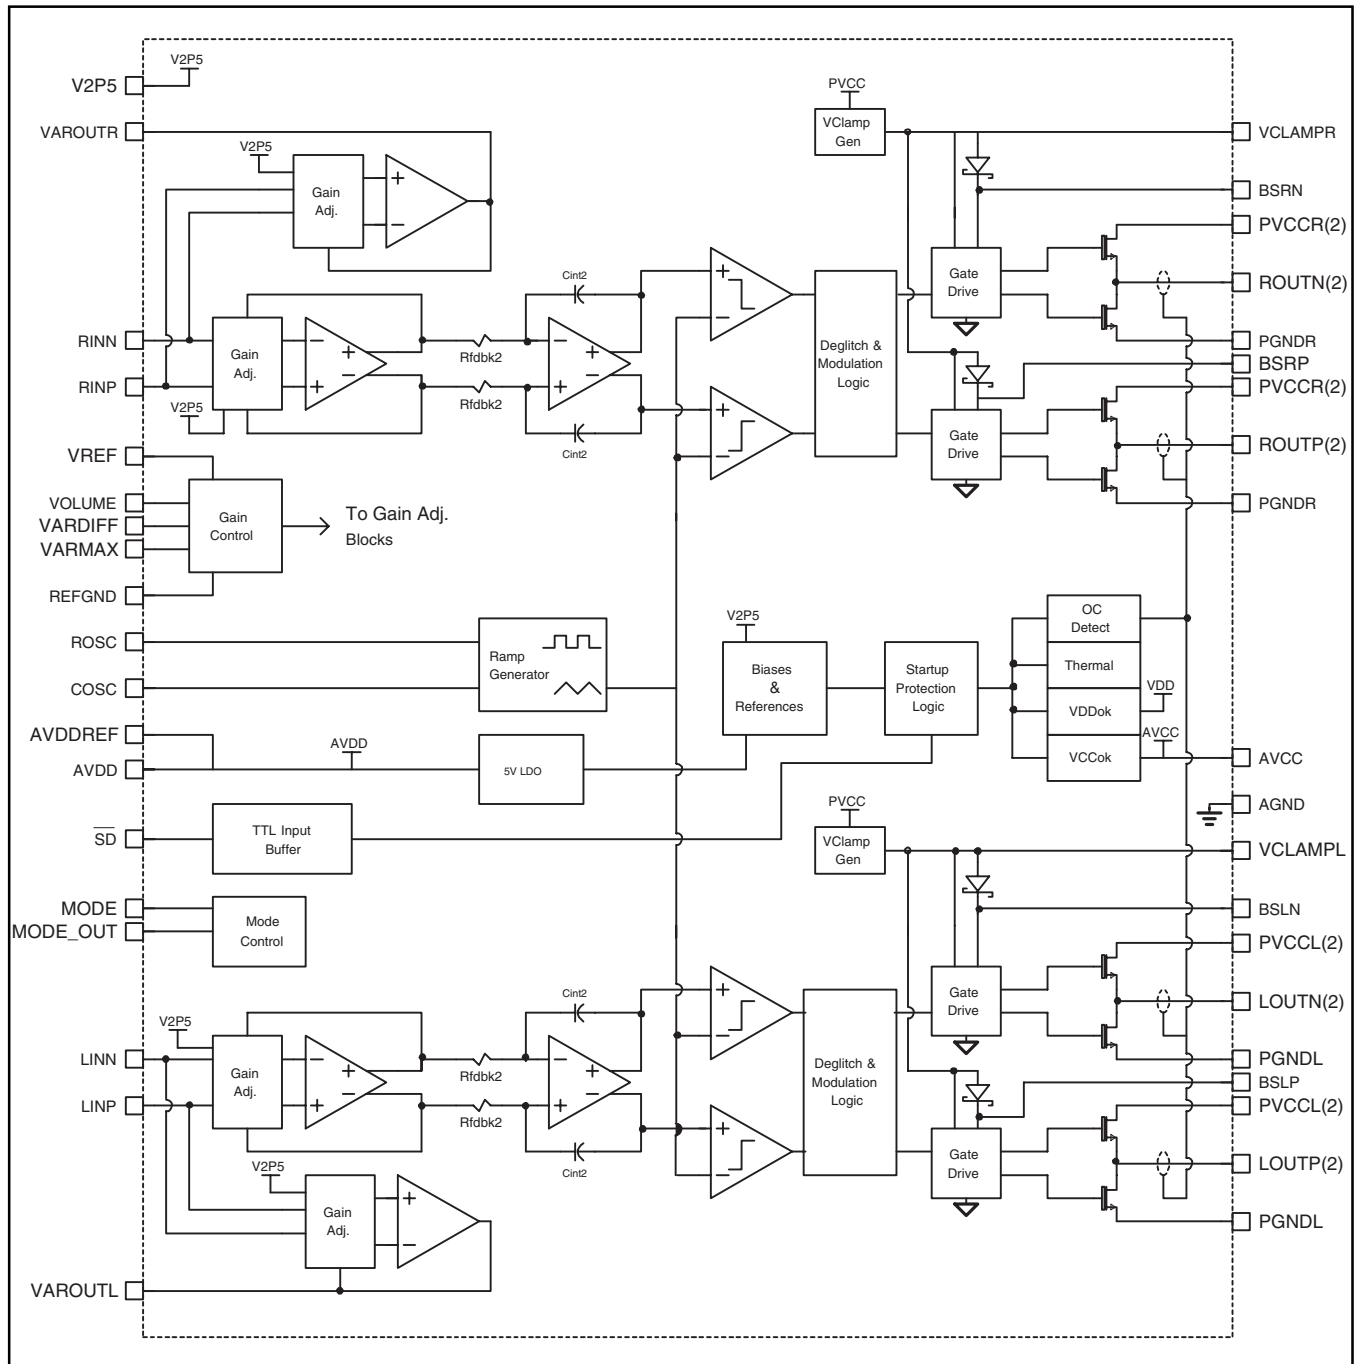 V2P5
V2P5
VAROUTR
V2P5
Gain
Adj.
+
−
PVCC
VClamp
Gen
VCLAMPR
BSRN
PVCCR(2)
Gate
Drive
ROUTN(2)
PGNDR
BSRP
PVCCR(2)
Gate
Drive
ROUTP(2)
PGNDR
RINN
RINP
Gain
Adj.
V2P5
−
+
+
−
Rfdbk2
Rfdbk2
Cint2
−
+
+
−
Cint2
+
−
+
−
Deglitch &
Modulation
Logic
VREF
VOLUME
VARDIFF
VARMAX
REFGND
Gain
Control
To Gain Adj.
Blocks
ROSC
COSC
Ramp
Generator
V2P5
Biases
&
References
Startup
Protection
Logic
OC
Detect
Thermal
VDDok
VCCok
VDD
AVCC
AVCC
AGND
AVDDREF
AVDD
AVDD
5V LDO
SD
TTL Input
Buffer
MODE
MODE_OUT
Mode
Control
PVCC
VClamp
Gen
VCLAMPL
BSLN
PVCCL(2)
Gate
Drive
LOUTN(2)
PGNDL
BSLP
PVCCL(2)
Gate
Drive
LOUTP(2)
PGNDL
V2P5
LINN
LINP
Gain
Adj.
−
+
+
−
Rfdbk2
Rfdbk2
Cint2
−
+
+
−
Cint2
+
−
+
−
Deglitch &
Modulation
Logic
V2P5
Gain
Adj.
+
−
VAROUTL